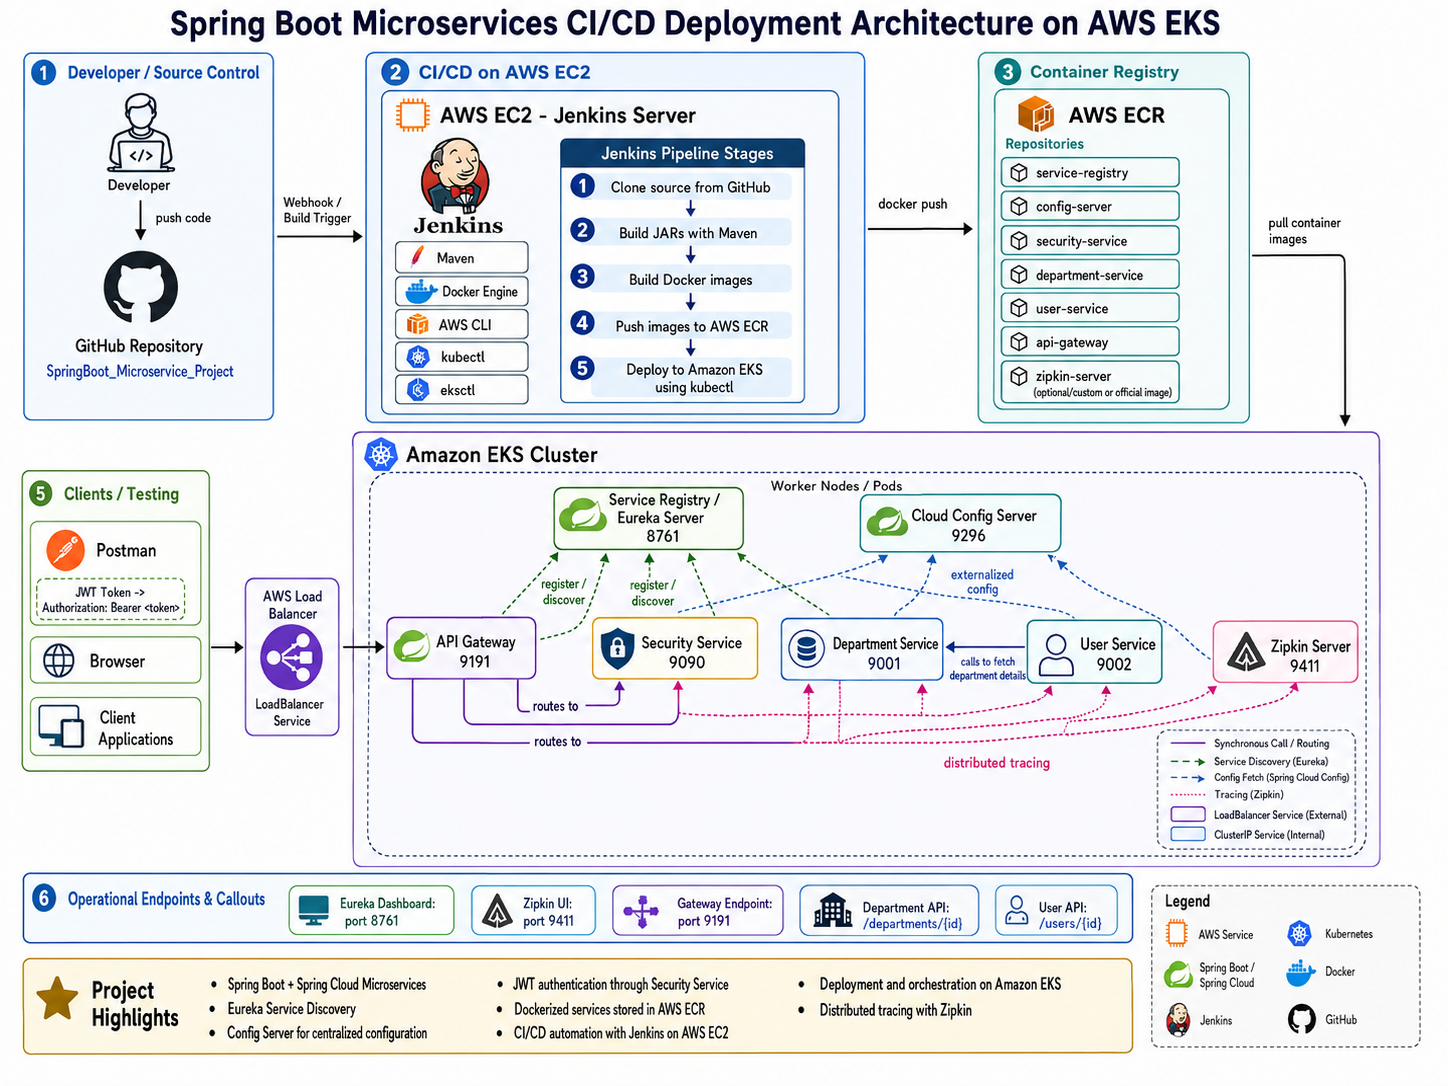 Spring Boot Microservices CI/CD Deployment Architecture on AWS EKS
1 Developer / Source Control
</>
Developer
push code
GitHub Repository
SpringBoot_Microservice_Project
Webhook /
Build Trigger
2 CI/CD on AWS EC2
AWS EC2 - Jenkins Server
Jenkins
Maven
Docker Engine
AWS CLI
kubectl
eksctl
Jenkins Pipeline Stages
1 Clone source from GitHub
2 Build JARs with Maven
3 Build Docker images
4 Push images to AWS ECR
5 Deploy to Amazon EKS
using kubectl
docker push
3 Container Registry
AWS ECR
Repositories
service-registry
config-server
security-service
department-service
user-service
api-gateway
zipkin-server
(optional/custom or official image)
pull container
images
Amazon EKS Cluster
Worker Nodes / Pods
Service Registry /
Eureka Server
8761
Cloud Config Server
9296
register /
discover
register /
discover
externalized
config
5 Clients / Testing
Postman
JWT Token ->
Authorization: Bearer <token>
Browser
Client
Applications
AWS Load
Balancer
LoadBalancer
Service
API Gateway
9191
Security Service
9090
Department Service
9001
calls to fetch
department details
User Service
9002
Zipkin Server
9411
routes to
routes to
distributed tracing
Synchronous Call / Routing
Service Discovery (Eureka)
Config Fetch (Spring Cloud Config)
Tracing (Zipkin)
LoadBalancer Service (External)
ClusterIP Service (Internal)
6 Operational Endpoints & Callouts
Eureka Dashboard:
port 8761
Zipkin UI:
port 9411
Gateway Endpoint:
port 9191
Department API:
/departments/{id}
User API:
/users/{id}
Project
Highlights
• Spring Boot + Spring Cloud Microservices
• Eureka Service Discovery
• Config Server for centralized configuration
• JWT authentication through Security Service
• Dockerized services stored in AWS ECR
• CI/CD automation with Jenkins on AWS EC2
• Deployment and orchestration on Amazon EKS
• Distributed tracing with Zipkin
Legend
AWS Service
Kubernetes
Spring Boot /
Spring Cloud
Docker
Jenkins
GitHub